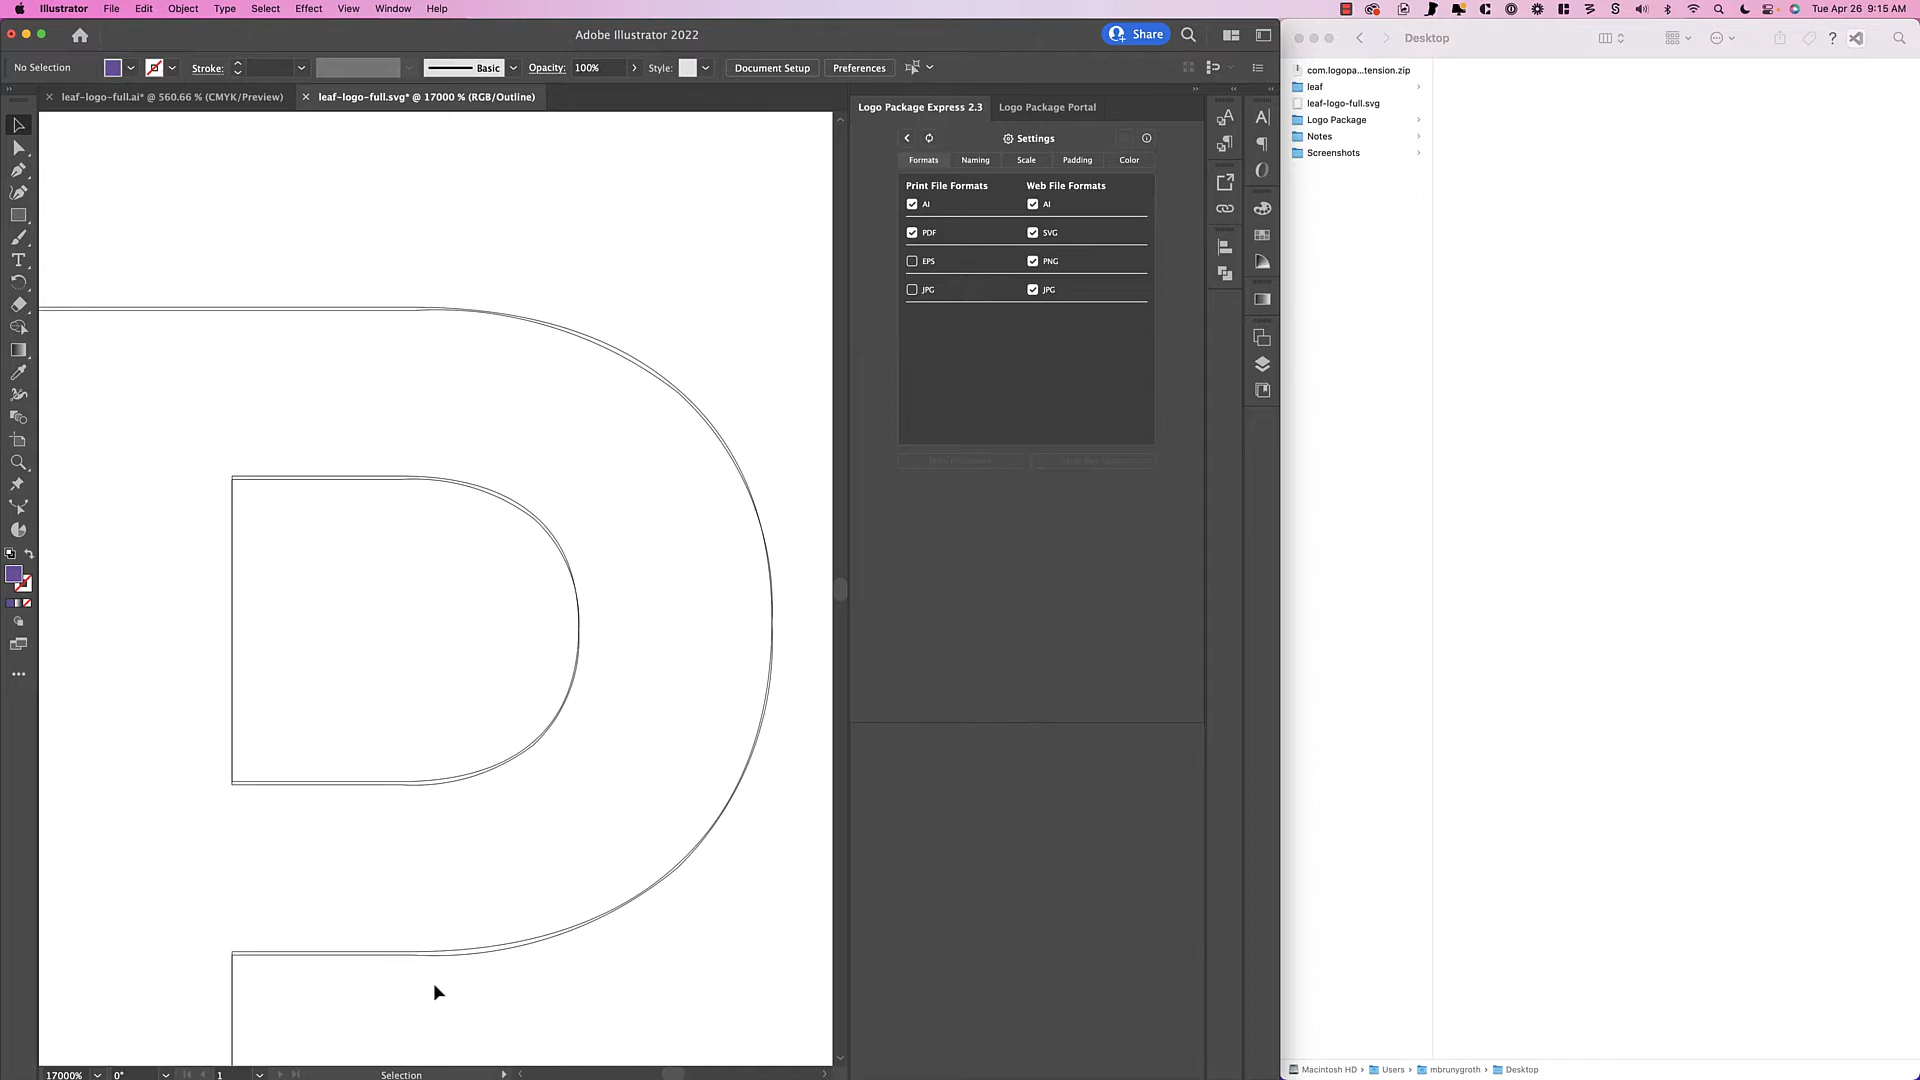 Illustrator File Edit Object Type Select Effect View Window Help
Tue Apr 26 9:15 AM
Adobe Illustrator 2022
Share
Desktop
No Selection
Stroke:
Basic
Opacity: 100%
Style:
Document Setup
Preferences
leaf-logo-full.ai* @ 560.66 % (CMYK/Preview)
leaf-logo-full.svg* @ 17000 % (RGB/Outline)
Logo Package Express 2.3
Logo Package Portal
Settings
Formats Naming Scale Padding Color
Print File Formats
Web File Formats
AI
AI
PDF
SVG
EPS
PNG
JPG
JPG
com.logopa...tension.zip
leaf
leaf-logo-full.svg
Logo Package
Notes
Screenshots
17000%
0°
1
Selection
Macintosh HD › Users › mbrunygroth › Desktop